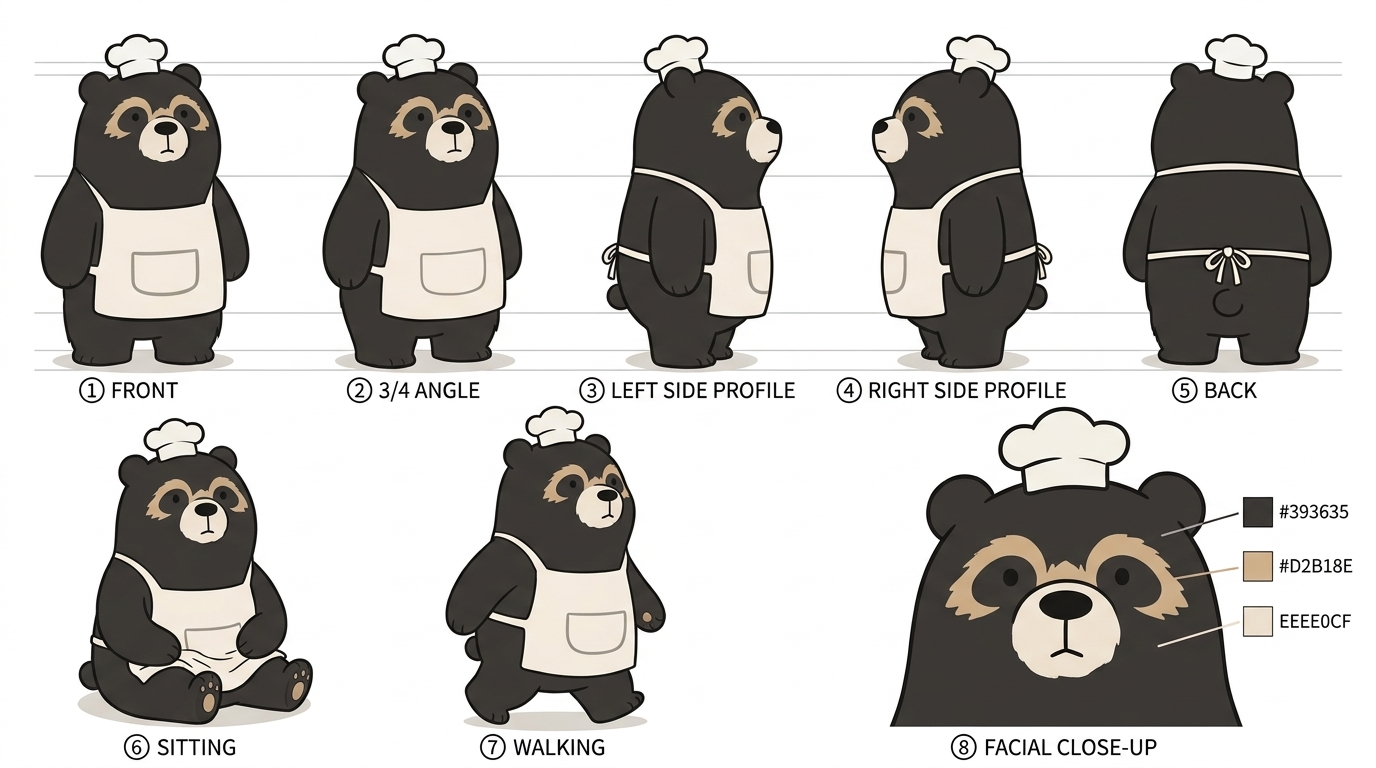 ① FRONT
② 3/4 ANGLE
③ LEFT SIDE PROFILE
④ RIGHT SIDE PROFILE
⑤ BACK
#393635
#D2B18E
EEEE0CF
⑥ SITTING
⑦ WALKING
⑧ FACIAL CLOSE-UP